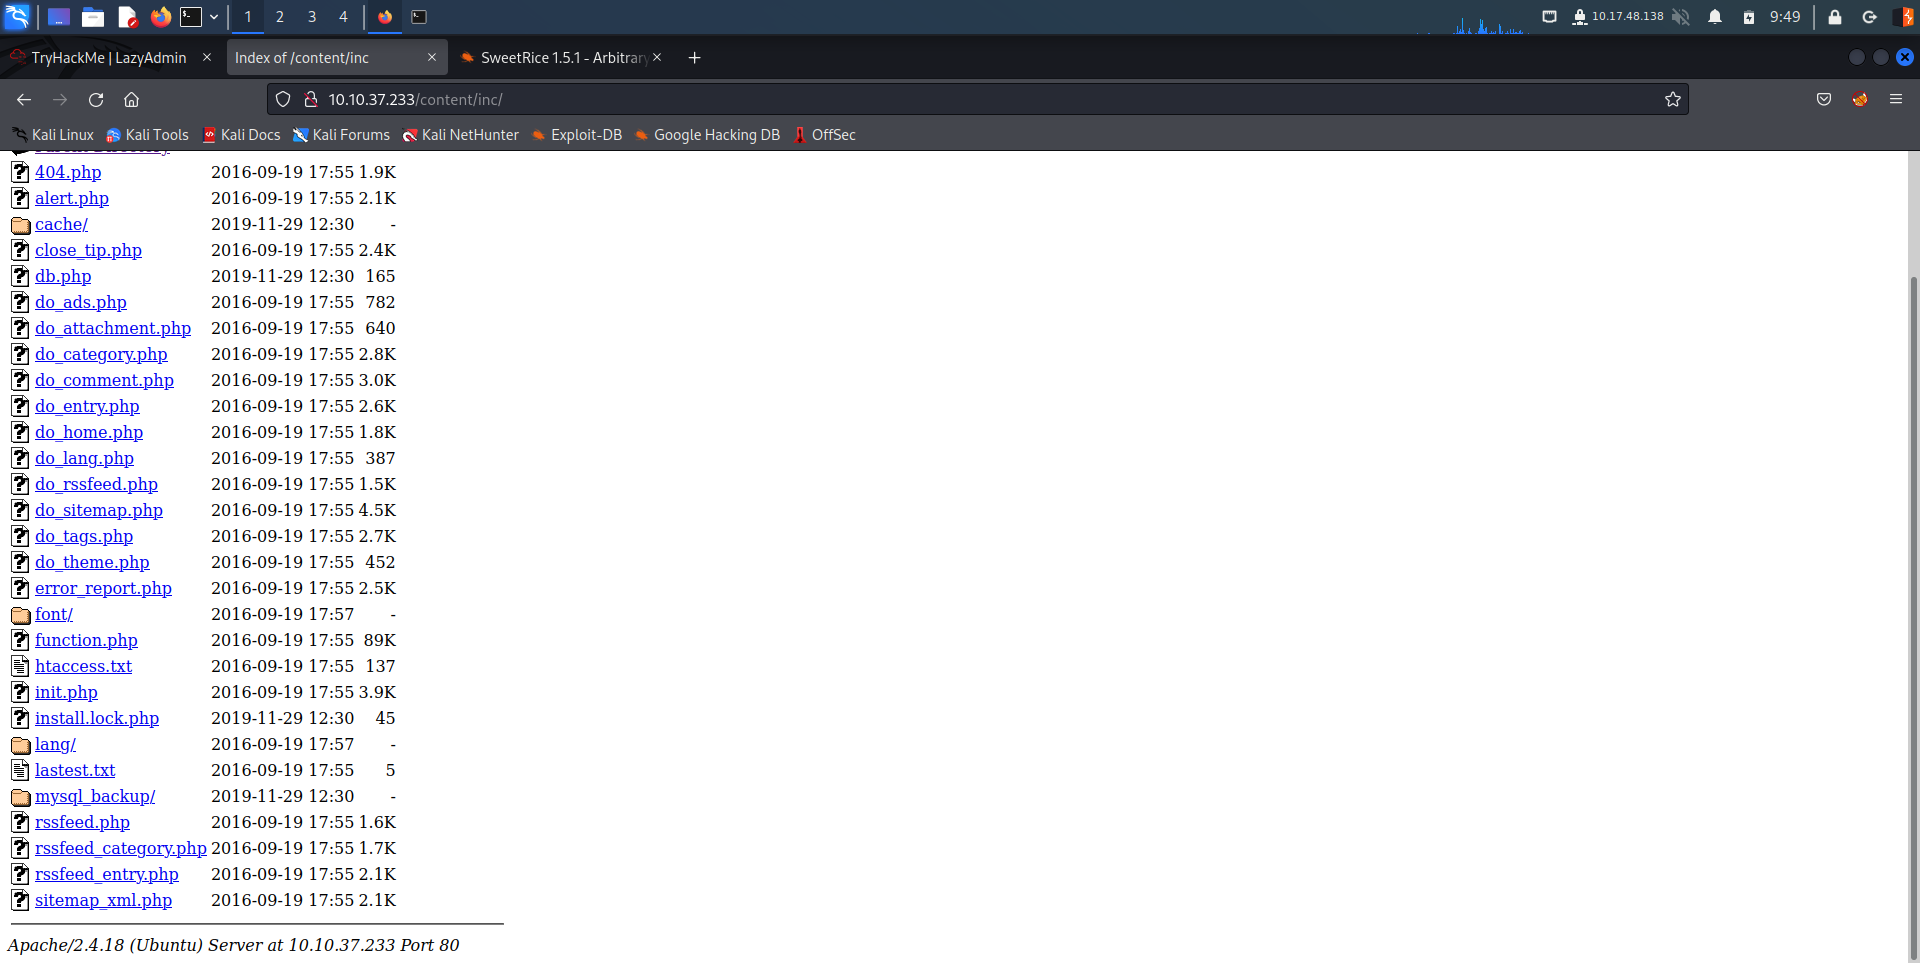 1 2 3 4 10.17.48.138 9:49
TryHackMe | LazyAdmin Index of /content/inc SweetRice 1.5.1 - Arbitrary
10.10.37.233/content/inc/
Kali Linux Kali Tools Kali Docs Kali Forums Kali NetHunter Exploit-DB Google Hacking DB OffSec
Parent Directory
404.php 2016-09-19 17:55 1.9K
alert.php 2016-09-19 17:55 2.1K
cache/ 2019-11-29 12:30 -
close_tip.php 2016-09-19 17:55 2.4K
db.php 2019-11-29 12:30 165
do_ads.php 2016-09-19 17:55 782
do_attachment.php 2016-09-19 17:55 640
do_category.php 2016-09-19 17:55 2.8K
do_comment.php 2016-09-19 17:55 3.0K
do_entry.php 2016-09-19 17:55 2.6K
do_home.php 2016-09-19 17:55 1.8K
do_lang.php 2016-09-19 17:55 387
do_rssfeed.php 2016-09-19 17:55 1.5K
do_sitemap.php 2016-09-19 17:55 4.5K
do_tags.php 2016-09-19 17:55 2.7K
do_theme.php 2016-09-19 17:55 452
error_report.php 2016-09-19 17:55 2.5K
font/ 2016-09-19 17:57 -
function.php 2016-09-19 17:55 89K
htaccess.txt 2016-09-19 17:55 137
init.php 2016-09-19 17:55 3.9K
install.lock.php 2019-11-29 12:30 45
lang/ 2016-09-19 17:57 -
lastest.txt 2016-09-19 17:55 5
mysql_backup/ 2019-11-29 12:30 -
rssfeed.php 2016-09-19 17:55 1.6K
rssfeed_category.php 2016-09-19 17:55 1.7K
rssfeed_entry.php 2016-09-19 17:55 2.1K
sitemap_xml.php 2016-09-19 17:55 2.1K
Apache/2.4.18 (Ubuntu) Server at 10.10.37.233 Port 80